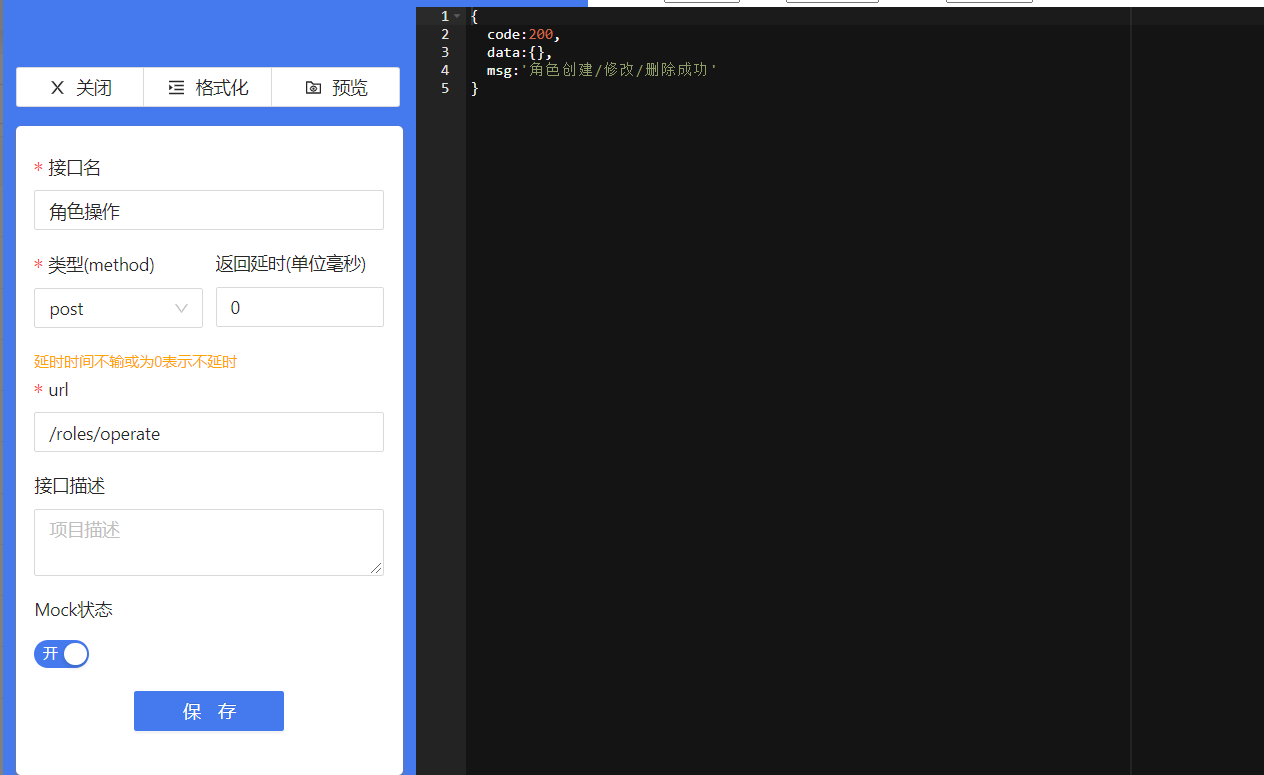 关闭 格式化 预览
* 接口名
角色操作
* 类型(method) 返回延时(单位毫秒)
post 0
延时时间不输或为0表示不延时
* url
/roles/operate
接口描述
项目描述
Mock状态
开
保 存
1 {
2 code:200,
3 data:{},
4 msg:'角色创建/修改/删除成功'
5 }